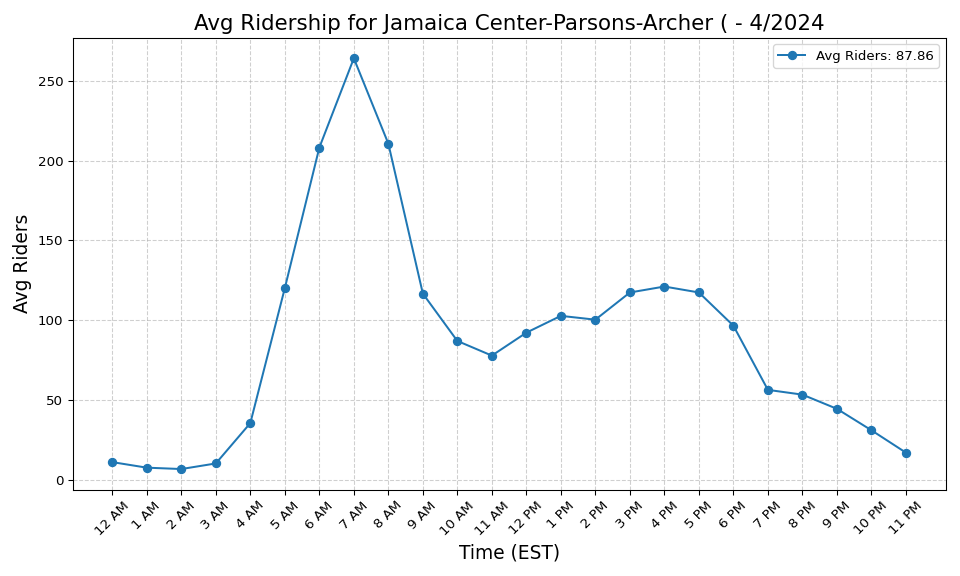 Avg Ridership for Jamaica Center-Parsons-Archer ( - 4/2024
Avg Riders: 87.86
Avg Riders
250
200
150
100
50
0
12 AM
1 AM
2 AM
3 AM
4 AM
5 AM
6 AM
7 AM
8 AM
9 AM
10 AM
11 AM
12 PM
1 PM
2 PM
3 PM
4 PM
5 PM
6 PM
7 PM
8 PM
9 PM
10 PM
11 PM
Time (EST)